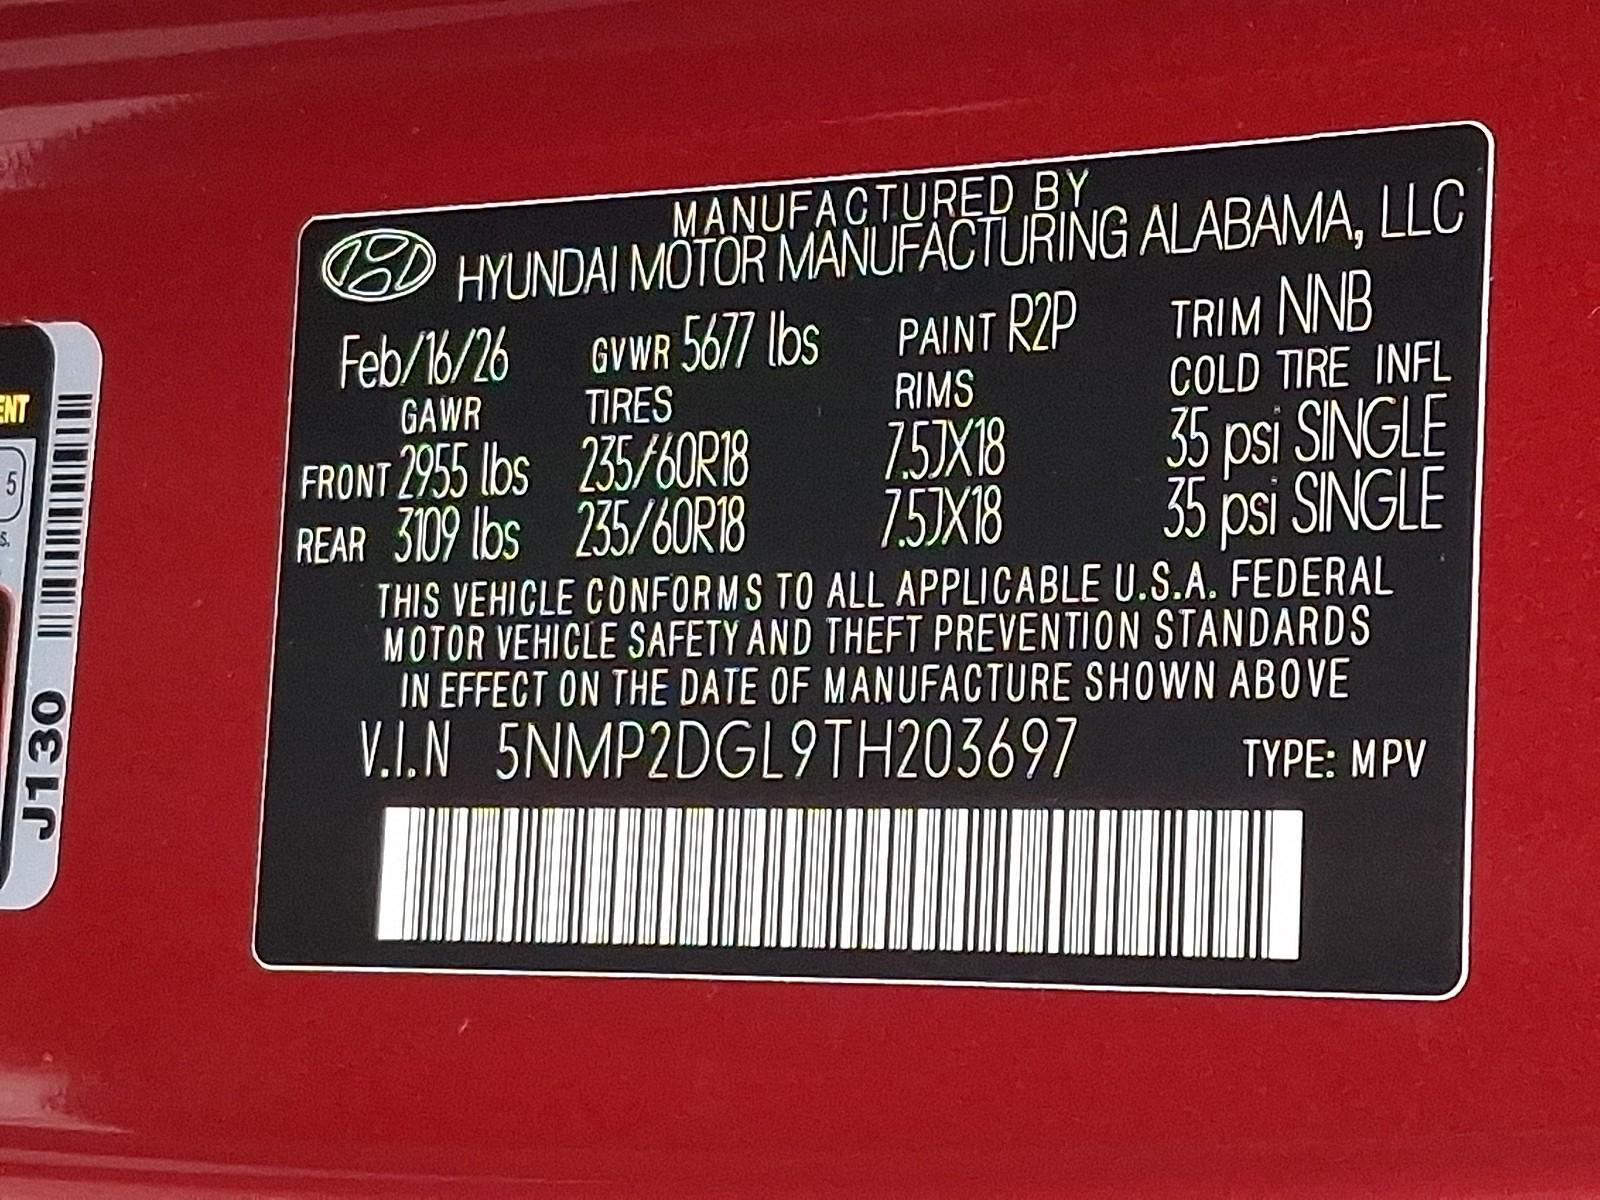 MANUFACTURED BY
HYUNDAI MOTOR MANUFACTURING ALABAMA, LLC
Feb/16/26 GVWR 5677 lbs PAINT R2P TRIM NNB
GAWR TIRES RIMS COLD TIRE INFL
FRONT 2955 lbs 235/60R18 7.5JX18 35 psi SINGLE
REAR 3109 lbs 235/60R18 7.5JX18 35 psi SINGLE
THIS VEHICLE CONFORMS TO ALL APPLICABLE U.S.A. FEDERAL
MOTOR VEHICLE SAFETY AND THEFT PREVENTION STANDARDS
IN EFFECT ON THE DATE OF MANUFACTURE SHOWN ABOVE
V.I.N 5NMP2DGL9TH203697 TYPE: MPV
5
J130